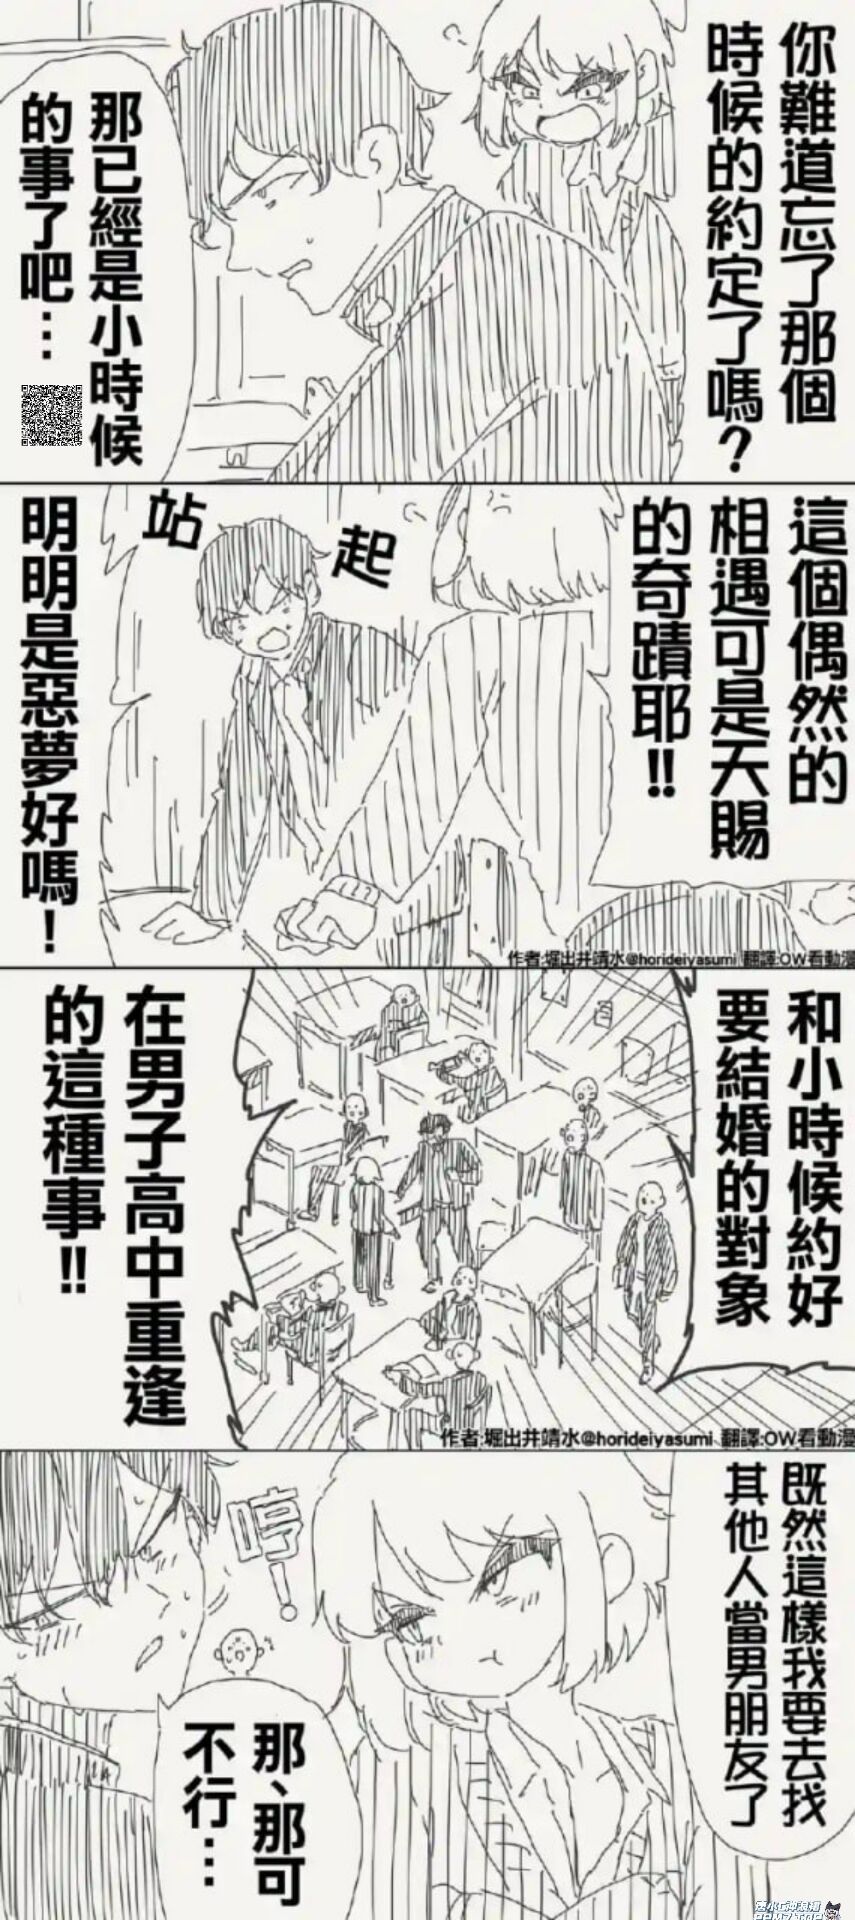 你難道忘了那個
時候的約定了嗎？
那已經是小時候
的事了吧…
這個偶然的
相遇可是天賜
的奇蹟耶!!
站起
明明是惡夢好嗎！
作者:堀出井靖水@horideiyasumi 翻譯:OW看動漫
和小時候約好
要結婚的對象
在男子高中重逢
的這種事!!
作者:堀出井靖水@horideiyasumi 翻譯:OW看動漫
既然這樣我要去找
其他人當男朋友了
哼！
那、那可
不行…